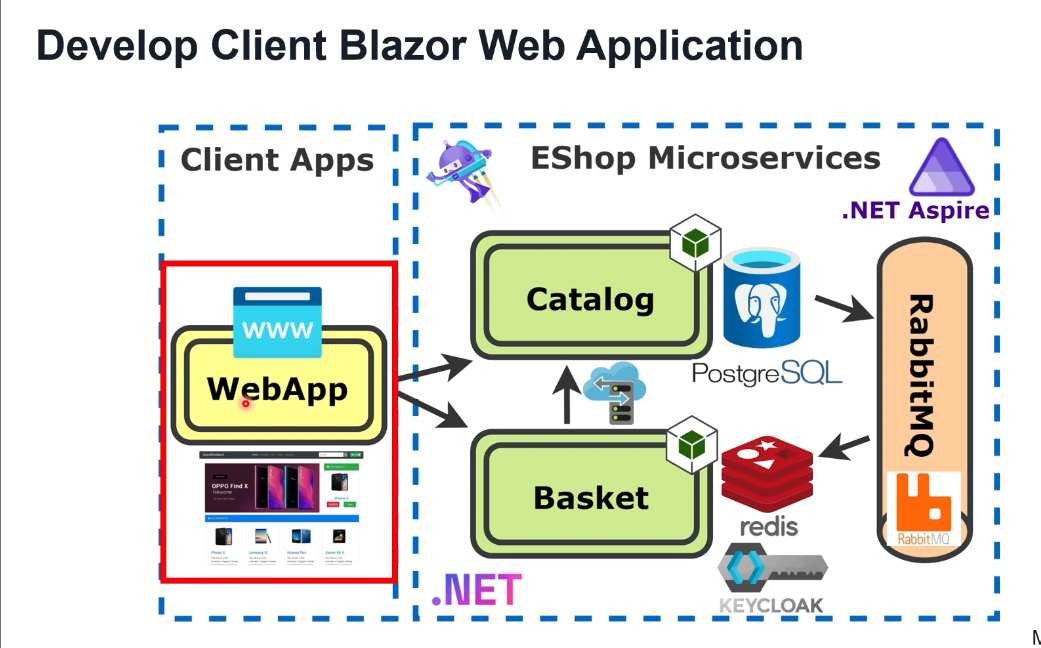 Develop Client Blazor Web Application
Client Apps
EShop Microservices
.NET Aspire
www
WebApp
OPPO Find X
Catalog
PostgreSQL
RabbitMQ
RabbitMQ
Basket
redis
KEYCLOAK
.NET
M